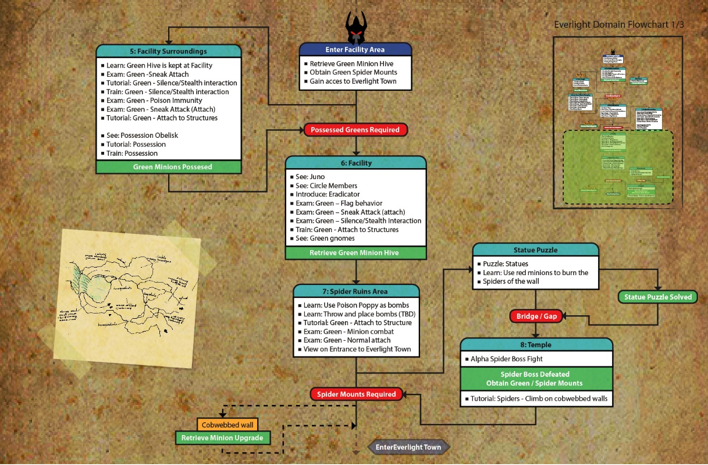 Everlight Domain Flowchart 1/3
Enter Facility Area
Retrieve Green Minion Hive
Obtain Green Spider Mounts
Gain acces to Everlight Town
5: Facility Surroundings
Learn: Green Hive is kept at Facility
Exam: Green -Sneak Attach
Tutorial: Green - Silence/Stealth interaction
Train: Green - Silence/Stealth interaction
Exam: Green - Poison Immunity
Exam: Green - Sneak Attack (Attach)
Tutorial: Green - Attach to Structures
See: Possession Obelisk
Tutorial: Possession
Train: Possession
Green Minions Possesed
Possessed Greens Required
6: Facility
See: Juno
See: Circle Members
Introduce: Eradicator
Exam: Green – Flag behavior
Exam: Green – Sneak Attack (attach)
Exam: Green – Silence/Stealth Interaction
Train: Green - Attach to Structures
See: Green gnomes
Retrieve Green Minion Hive
7: Spider Ruins Area
Learn: Use Poison Poppy as bombs
Learn: Throw and place bombs (TBD)
Tutorial: Green - Attach to Structure
Exam: Green - Minion combat
Exam: Green - Normal attach
View on Entrance to Everlight Town
Statue Puzzle
Puzzle: Statues
Learn: Use red minions to burn the
Spiders of the wall
Statue Puzzle Solved
Bridge / Gap
8: Temple
Alpha Spider Boss Fight
Spider Boss Defeated
Obtain Green / Spider Mounts
Tutorial: Spiders - Climb on cobwebbed walls
Spider Mounts Required
Cobwebbed wall
Retrieve Minion Upgrade
EnterEverlight Town